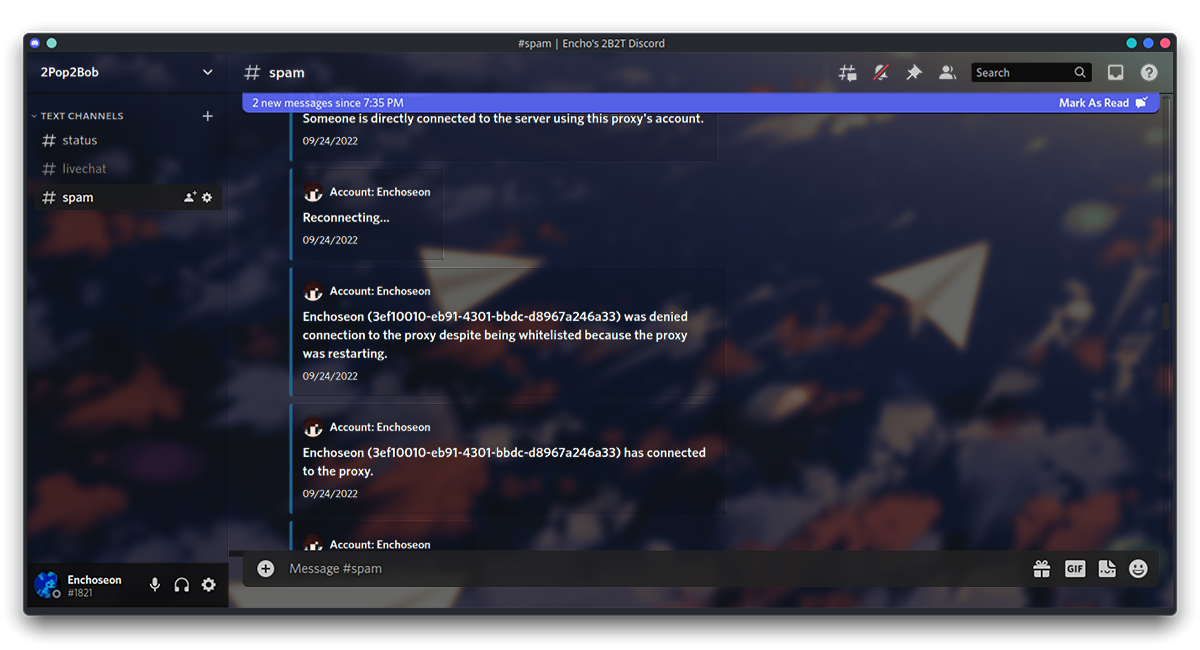 #spam | Encho's 2B2T Discord
2Pop2Bob
# spam
Search
2 new messages since 7:35 PM
Mark As Read
TEXT CHANNELS
# status
# livechat
# spam
Someone is directly connected to the server using this proxy's account.
09/24/2022
Account: Enchoseon
Reconnecting...
09/24/2022
Account: Enchoseon
Enchoseon (3ef10010-eb91-4301-bbdc-d8967a246a33) was denied
connection to the proxy despite being whitelisted because the proxy
was restarting.
09/24/2022
Account: Enchoseon
Enchoseon (3ef10010-eb91-4301-bbdc-d8967a246a33) has connected
to the proxy.
09/24/2022
Account: Enchoseon
Enchoseon
#1821
Message #spam
GIF